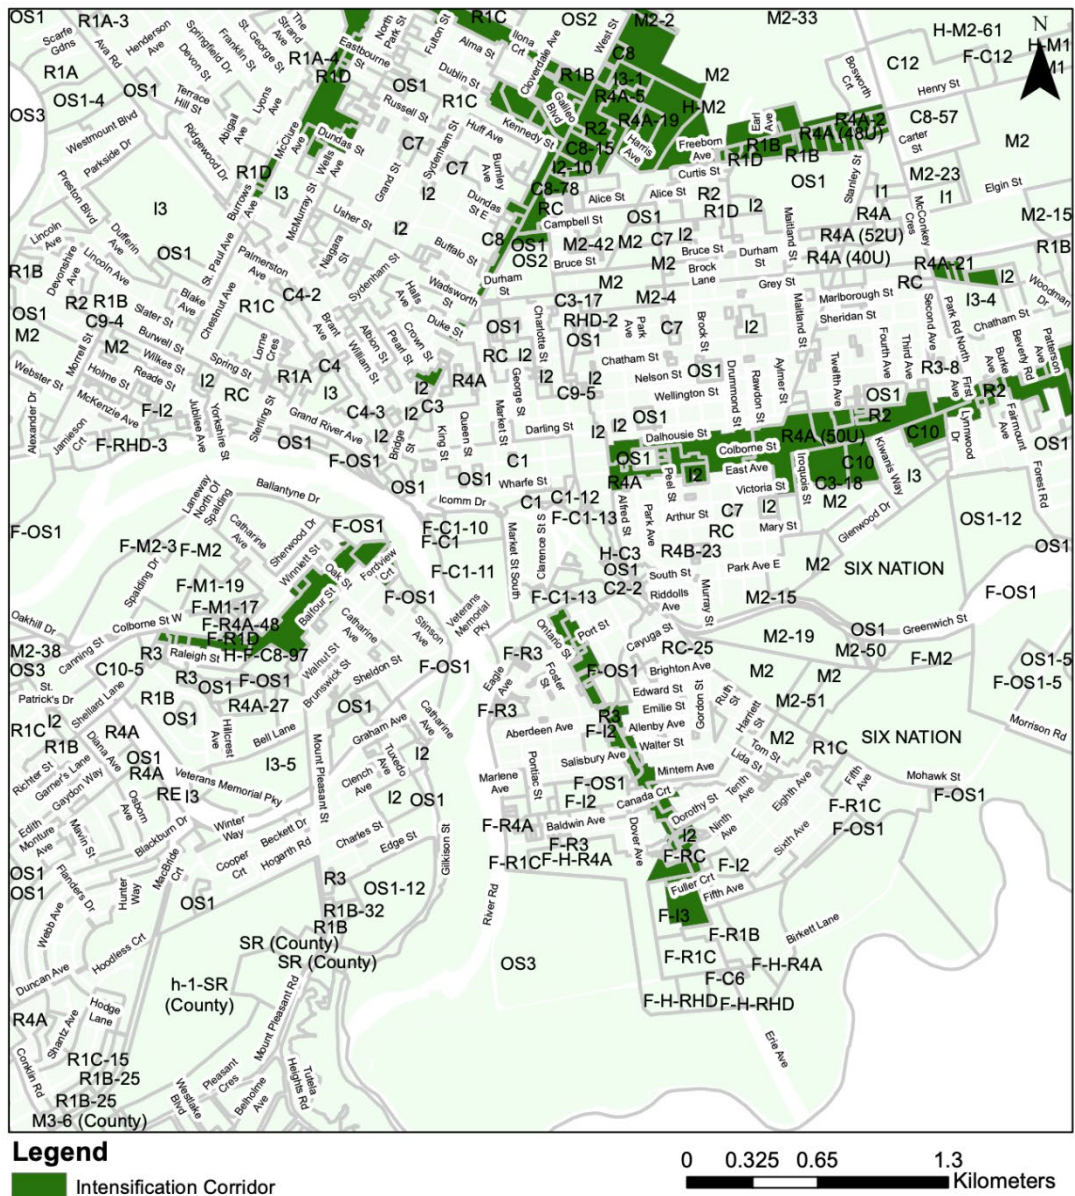 OS1
R1A-3
The Strand Ave
North Park St
Fulton St
R1C
OS2
West St
M2-2
M2-33
H-M2-61
N
Scarfe Gdns
Ava Rd
Henderson Ave
Springfield Dr
Devon St
Franklin St
St. George St
R1A-4
Eastbourne Ave
Alma St
Ilona Crt
Cloverdale Ave
C8
F-C12
H-M1
M1
R1A
R1D
OS1
Dublin St
R1B
I3-1
M2
Bosworth Crt
C12
Henry St
OS3
OS1-4
OS1
Terrace Hill St
Lyons Ave
Russell St
R1C
Galileo Blvd
R4A-5
H-M2
C8-57
Westmount Blvd
Parkside Dr
Ridgewood Dr
Abigail Ave
McClure Ave
Dundas St
Wells Ave
C7
Sydenham St
Huff Ave
Kennedy St
R2
R4A-19
C8-15
Harris Ave
Earl Ave
Freeborn Ave
R1B
R1D
R4A-2
R4A (48U)
R1B
Carter St
M2
Preston Blvd
R1D
I3
Burrows Ave
McMurray St
Grand St
C7
I2
Burnley Ave
I2-10
C8-78
Curtis St
OS1
Stanley St
M2-23
Elgin St
I3
Dufferin Ave
Usher St
I2
Dundas St E
RC
Alice St
Alice St
R2
R1D
I2
I1
I1
Lincoln Ave
OS1
St. Paul Ave
Niagara St
Buffalo St
C8
Campbell St
OS1
OS1
Maitland St
R4A
McConkey Cres
M2-15
R1B
Devonshire Ave
Lincoln Ave
Palmerston Ave
Sydenham St
Wadsworth St
OS2
M2-42
M2
C7
I2
Bruce St
Bruce St
Durham St
R4A (52U)
R4A (40U)
R1B
R2
R1B
Blake Ave
Chestnut Ave
R1C
C4-2
Halls Ave
Durham St
M2
M2
Brock Lane
Grey St
RC
R4A-21
I2
Woodman Dr
OS1
C9-4
Slater St
Brant Ave
Albion St
Duke St
C3-17
M2-4
Marlborough St
Maitland St
I3-4
M2
Morrell St
Burwell St
Lorne Cres
William St
Pearl St
Crown St
OS1
Charlotte St
RHD-2
Park Ave
C7
Brock St
I2
Sheridan St
Second Ave
Park Rd North
Chatham St
M2
Wilkes St
Spring St
C4
RC
I2
OS1
Chatham St
Fourth Ave
Third Ave
Burke Ave
Beverly Rd
Patterson Ave
Webster St
Holme St
Reade St
I2
R1A
I3
I2
R4A
George St
I2
I2
Nelson St
OS1
Drummond St
Rawdon St
Aylmer St
Twelfth Ave
R3-8
First Ave
R2
Alexander Dr
McKenzie Ave
F-I2
RC
Sterling St
C4-3
I2
C3
Market St
C9-5
Wellington St
OS1
R2
Fairmount Ave
Jamieson Crt
F-RHD-3
Jubilee Ave
Yorkshire St
Grand River Ave
I2
Bridge St
King St
Queen St
Darling St
I2
I2
OS1
Dalhousie St
R4A (50U)
C10
Lynnwood Dr
OS1
OS1
F-OS1
C1
OS1
Colborne St
Kiwanis Way
OS1
Wharfe St
R4A
Peel St
I2
East Ave
Iroquois St
C10
I3
Forest Rd
Laneway North Of Spalding
Ballantyne Dr
OS1
Icomm Dr
C1
C1-12
Alfred St
Park Ave
Victoria St
C3-18
M2
F-OS1
Catharine Ave
Sherwood Dr
F-OS1
F-C1-10
F-C1
Market St South
Clarence St S
F-C1-13
Arthur St
C7
I2
Glenwood Dr
OS1-12
F-M2-3
F-M2
Winniett St
RC
Mary St
H-C3
R4B-23
OS1
Spalding Dr
Oak St
Fordview Crt
F-C1-11
OS1
South St
Park Ave E
M2
SIX NATION
F-M1-19
Balfour St
F-OS1
C2-2
Riddolls Ave
Murray St
F-OS1
F-M1-17
F-C1-13
M2-15
Oakhill Dr
Colborne St W
F-R4A-48
F-R1D
Catharine Ave
Stinson Ave
Veterans Memorial Pky
Ontario St
Port St
Cayuga St
OS1
Greenwich St
M2-38
Canning St
R3
Raleigh St
H-F-C8-97
Walnut St
F-R3
RC-25
M2-19
M2-50
F-M2
OS1-5
OS3
C10-5
R3
OS1
F-OS1
Brunswick St
Sheldon St
F-OS1
Eagle Ave
Foster St
F-OS1
Brighton Ave
M2
M2
F-OS1-5
St. Patrick's Dr
Shellard Lane
R1B
R4A-27
OS1
F-R3
Edward St
Gordon St
Ruth St
M2-51
R1C
I2
OS1
Hilcrest Ave
Catharine Ave
R3
Emilie St
Harriett St
Morrison Rd
R1B
Diana Ave
R4A
Bell Lane
Graham Ave
Aberdeen Ave
F-I2
Allenby Ave
M2
SIX NATION
Richter St
OS1
I3-5
Mount Pleasant St
Tuxedo Ave
I2
Walter St
Tom St
R1C
Garner's Lane
R4A
Veterans Memorial Pky
Clench Ave
Salisbury Ave
Lida St
Gaydon Way
RE
I3
I2
OS1
Marlene Ave
Pontiac St
F-OS1
Mintern Ave
Tenth Ave
Eighth Ave
Fifth Ave
Mohawk St
Osborn Ave
F-I2
Canada Crt
Dorothy St
F-R1C
F-OS1
Edith Monture Ave
Mavin St
Blackburn Dr
Winter Way
Charles St
F-R4A
Baldwin Ave
Dover Ave
Ninth Ave
F-OS1
Beckett Dr
Edge St
Gilkison St
F-R3
I2
Sixth Ave
MacBride Crt
Cooper Crt
Hogarth Rd
F-R1C
F-H-R4A
F-RC
F-I2
OS1
OS1
Flanders Dr
Hunter Way
OS1
R3
OS1-12
River Rd
Fuller Crt
Fifth Ave
Webb Ave
R1B-32
F-I3
R1B
F-R1B
Birkett Lane
Hoodless Crt
SR (County)
SR (County)
OS3
F-R1C
F-H-R4A
Duncan Ave
h-1-SR
(County)
F-C6
Hodge Lane
Mount Pleasant Rd
F-H-RHD
F-H-RHD
R4A
Shantz Ave
Erie Ave
R1C-15
R1B-25
Conklin Rd
Pleasant Cres
Tutela Heights Rd
R1B-25
Westlake Blvd
Belholme Ave
M3-6 (County)
Legend
Intensification Corridor
0 0.325 0.65 1.3
Kilometers